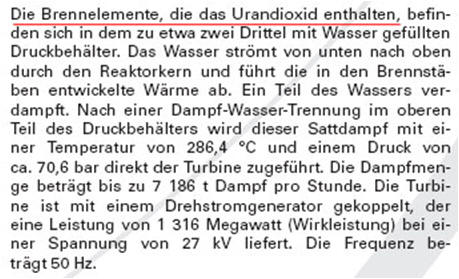 Die Brennelemente, die das Urandioxid enthalten, befin-
den sich in dem zu etwa zwei Drittel mit Wasser gefüllten
Druckbehälter. Das Wasser strömt von unten nach oben
durch den Reaktorkern und führt die in den Brennstä-
ben entwickelte Wärme ab. Ein Teil des Wassers ver-
dampft. Nach einer Dampf-Wasser-Trennung im oberen
Teil des Druckbehälters wird dieser Sattdampf mit ei-
ner Temperatur von 286,4 °C und einem Druck von
ca. 70,6 bar direkt der Turbine zugeführt. Die Dampfmen-
ge beträgt bis zu 7 186 t Dampf pro Stunde. Die Turbi-
ne ist mit einem Drehstromgenerator gekoppelt, der
eine Leistung von 1 316 Megawatt (Wirkleistung) bei ei-
ner Spannung von 27 kV liefert. Die Frequenz be-
trägt 50 Hz.